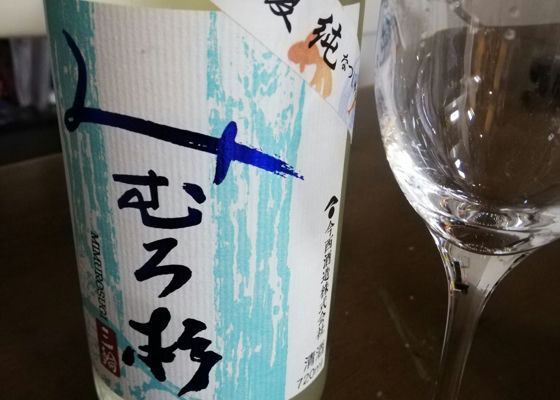 夏純
なつ
みむろ杉
MIMUROSUGI
今西酒造株式会社
清酒
720ml